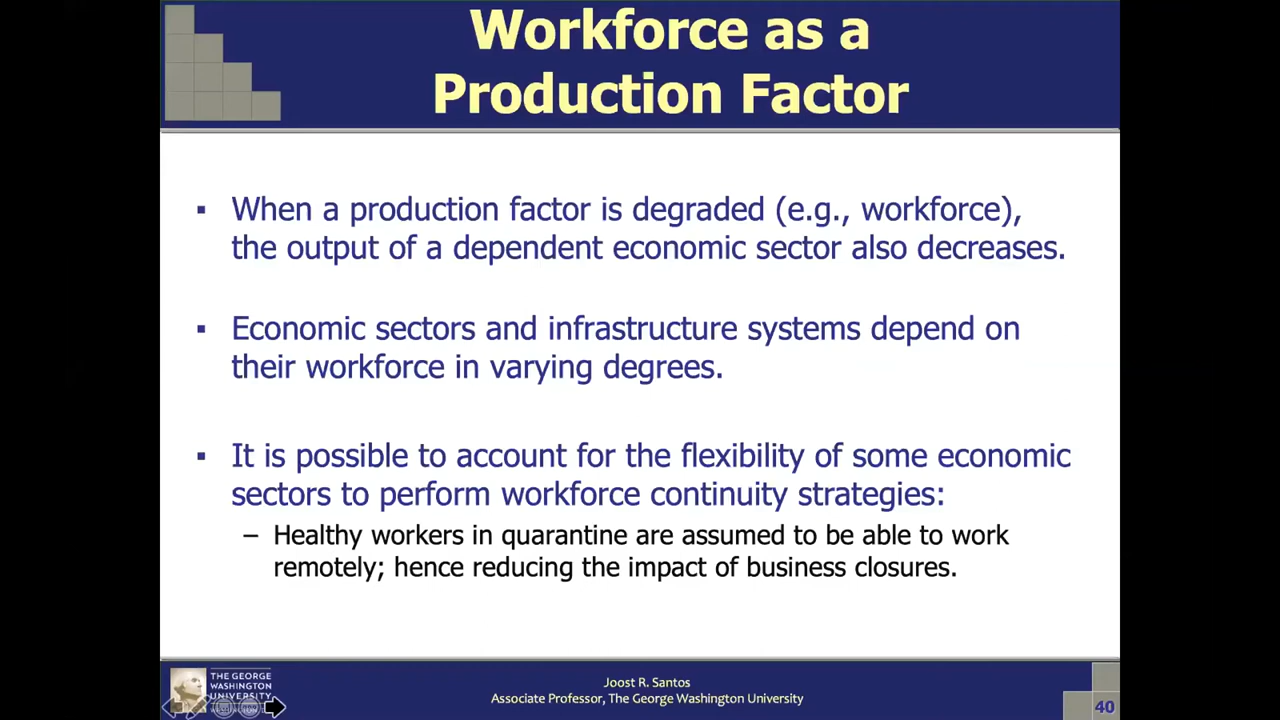 Workforce as a
Production Factor
▪ When a production factor is degraded (e.g., workforce),
the output of a dependent economic sector also decreases.
▪ Economic sectors and infrastructure systems depend on
their workforce in varying degrees.
▪ It is possible to account for the flexibility of some economic
sectors to perform workforce continuity strategies:
– Healthy workers in quarantine are assumed to be able to work
remotely; hence reducing the impact of business closures.
THE GEORGE
WASHINGTON
UNIVERSITY
Joost R. Santos
Associate Professor, The George Washington University
40